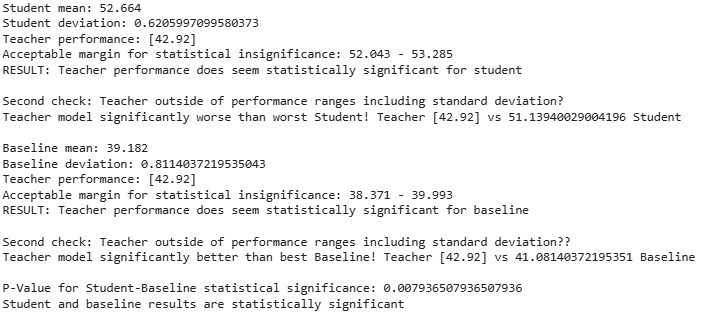 Student mean: 52.664
Student deviation: 0.6205997099580373
Teacher performance: [42.92]
Acceptable margin for statistical insignificance: 52.043 - 53.285
RESULT: Teacher performance does seem statistically significant for student
Second check: Teacher outside of performance ranges including standard deviation?
Teacher model significantly worse than worst Student! Teacher [42.92] vs 51.13940029004196 Student
Baseline mean: 39.182
Baseline deviation: 0.8114037219535043
Teacher performance: [42.92]
Acceptable margin for statistical insignificance: 38.371 - 39.993
RESULT: Teacher performance does seem statistically significant for baseline
Second check: Teacher outside of performance ranges including standard deviation??
Teacher model significantly better than best Baseline! Teacher [42.92] vs 41.08140372195351 Baseline
P-Value for Student-Baseline statistical significance: 0.007936507936507936
Student and baseline results are statistically significant